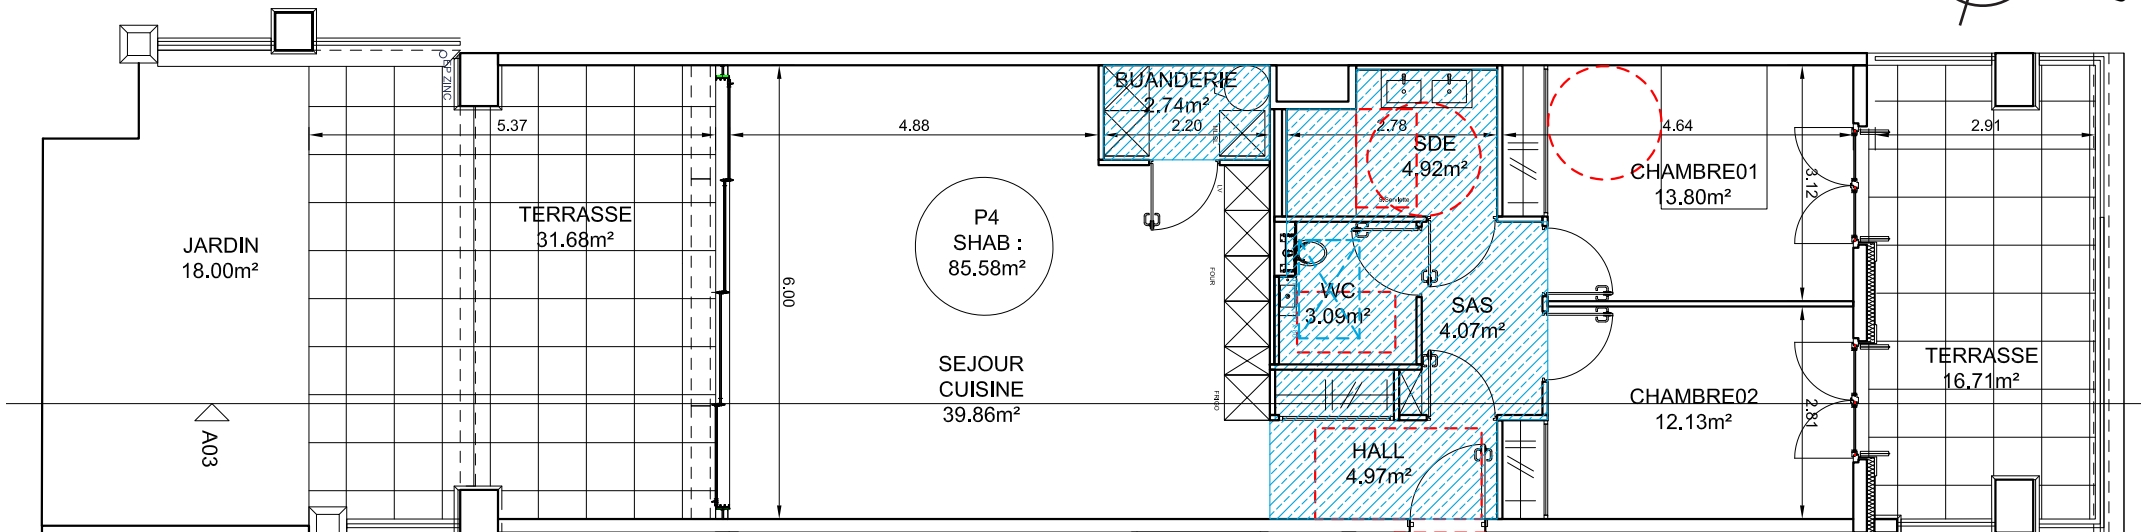 EP ZINC
BUANDERIE
2.74m²
5.37
4.88
2.20
2.78
4.64
2.91
SDE
4.92m²
CHAMBRE01
13.80m²
3.12
LV
P4
SHAB :
85.58m²
TERRASSE
31.68m²
JARDIN
18.00m²
6.00
FOUR
WC
3.09m²
SAS
4.07m²
SEJOUR
CUISINE
39.86m²
FRIGO
CHAMBRE02
12.13m²
2.81
TERRASSE
16.71m²
A03
HALL
4.97m²